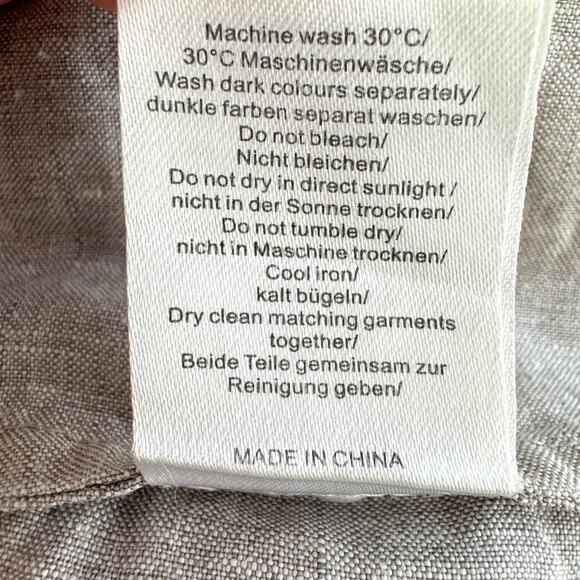 Machine wash 30°C/
30°C Maschinenwäsche/
Wash dark colours separately/
dunkle farben separat waschen/
Do not bleach/
Nicht bleichen/
Do not dry in direct sunlight /
nicht in der Sonne trocknen/
Do not tumble dry/
nicht in Maschine trocknen/
Cool iron/
kalt bügeln/
Dry clean matching garments
together/
Beide Teile gemeinsam zur
Reinigung geben/
MADE IN CHINA